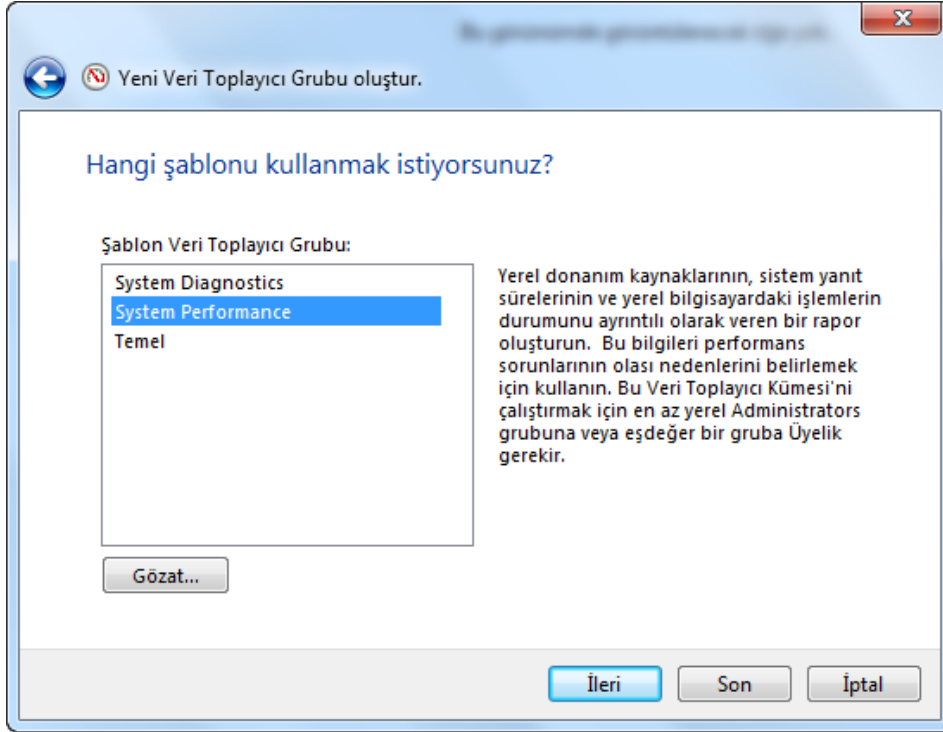 Yeni Veri Toplayıcı Grubu oluştur.
Hangi şablonu kullanmak istiyorsunuz?
Şablon Veri Toplayıcı Grubu:
System Diagnostics
System Performance
Temel
Yerel donanım kaynaklarının, sistem yanıt
sürelerinin ve yerel bilgisayardaki işlemlerin
durumunu ayrıntılı olarak veren bir rapor
oluşturun.  Bu bilgileri performans
sorunlarının olası nedenlerini belirlemek
için kullanın. Bu Veri Toplayıcı Kümesi'ni
çalıştırmak için en az yerel Administrators
grubuna veya eşdeğer bir gruba Üyelik
gerekir.
Gözat...
İleri
Son
İptal